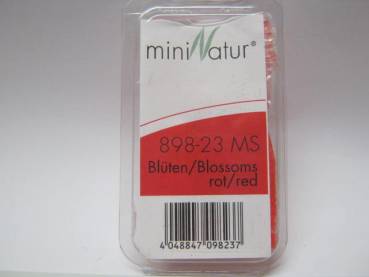 miniNatur®
898-23 MS
Blüten/Blossoms
rot/red
4 048847 098237